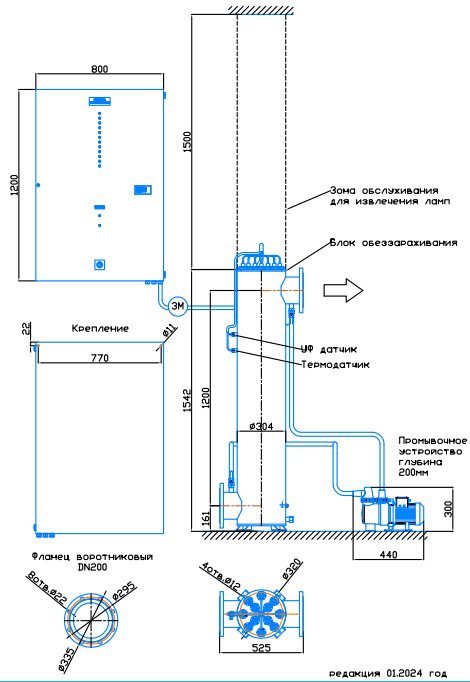 800
1200
1500
Зона обслуживания
для извлечения ламп
Блок обеззараживания
3М
Крепление
22
ø11
770
УФ датчик
Термодатчик
1542
1200
ø304
Промывочное
устройство
глубина
200мм
300
161
440
Фланец воротниковый
DN200
8отв.ø22
ø295
ø335
4отв.ø12
ø320
525
редакция 01.2024 год